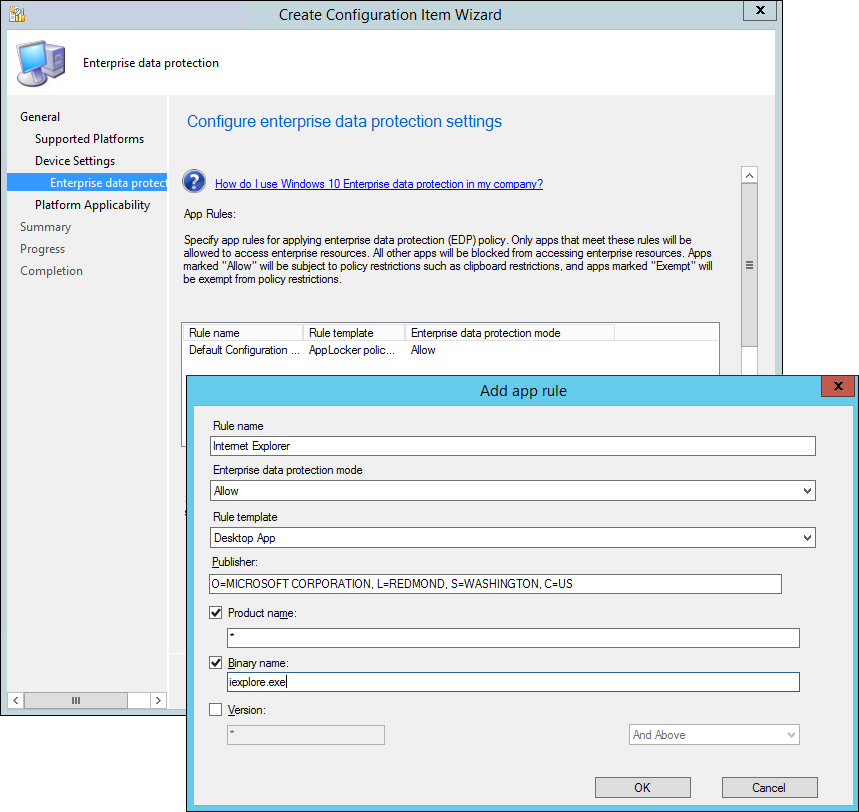 Create Configuration Item Wizard
x
Enterprise data protection
General
Supported Platforms
Device Settings
Enterprise data protect
Platform Applicability
Summary
Progress
Completion
Configure enterprise data protection settings
?
How do I use Windows 10 Enterprise data protection in my company?
App Rules:
Specify app rules for applying enterprise data protection (EDP) policy. Only apps that meet these rules will be
allowed to access enterprise resources. All other apps will be blocked from accessing enterprise resources. Apps
marked "Allow" will be subject to policy restrictions such as clipboard restrictions, and apps marked "Exempt" will
be exempt from policy restrictions.
Rule name Rule template Enterprise data protection mode
Default Configuration ... AppLocker polic... Allow
Add app rule
x
Rule name
Internet Explorer
Enterprise data protection mode
Allow
Rule template
Desktop App
Publisher:
O=MICROSOFT CORPORATION, L=REDMOND, S=WASHINGTON, C=US
Product name:
*
Binary name:
iexplore.exe
Version:
* And Above
OK Cancel